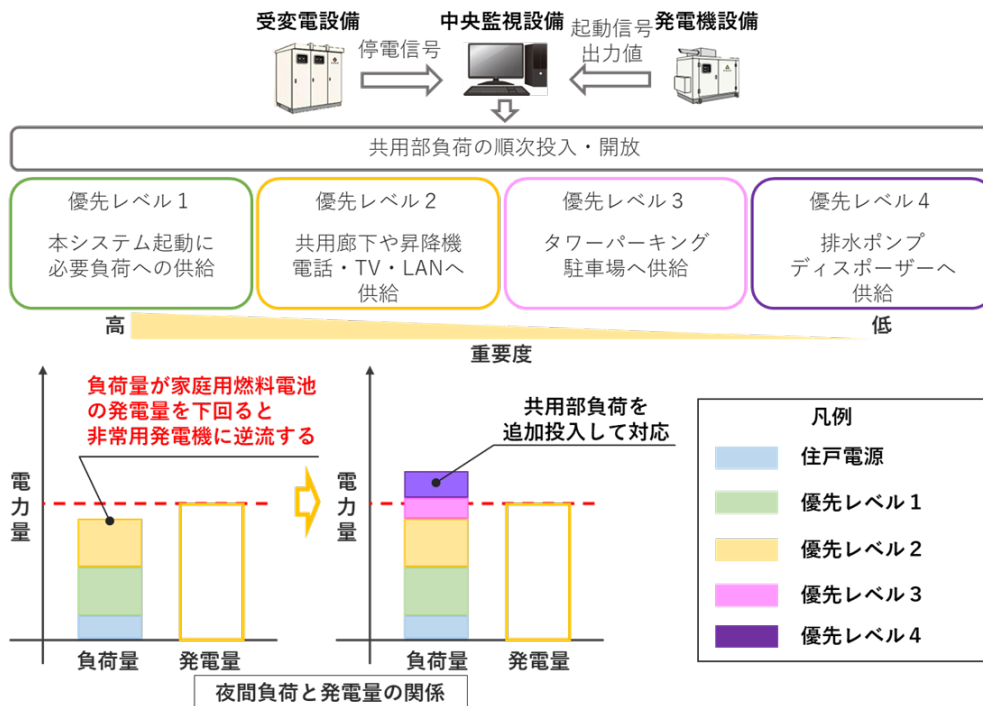 受変電設備
中央監視設備
発電機設備
停電信号
起動信号
出力値
共用部負荷の順次投入・開放
優先レベル１
本システム起動に
必要負荷への供給
優先レベル２
共用廊下や昇降機
電話・TV・LANへ
供給
優先レベル３
タワーパーキング
駐車場へ供給
優先レベル４
排水ポンプ
ディスポーザーへ
供給
高
低
重要度
負荷量が家庭用燃料電池
の発電量を下回ると
非常用発電機に逆流する
電力量
負荷量
発電量
共用部負荷を
追加投入して対応
電力量
負荷量
発電量
夜間負荷と発電量の関係
凡例
住戸電源
優先レベル１
優先レベル２
優先レベル３
優先レベル４